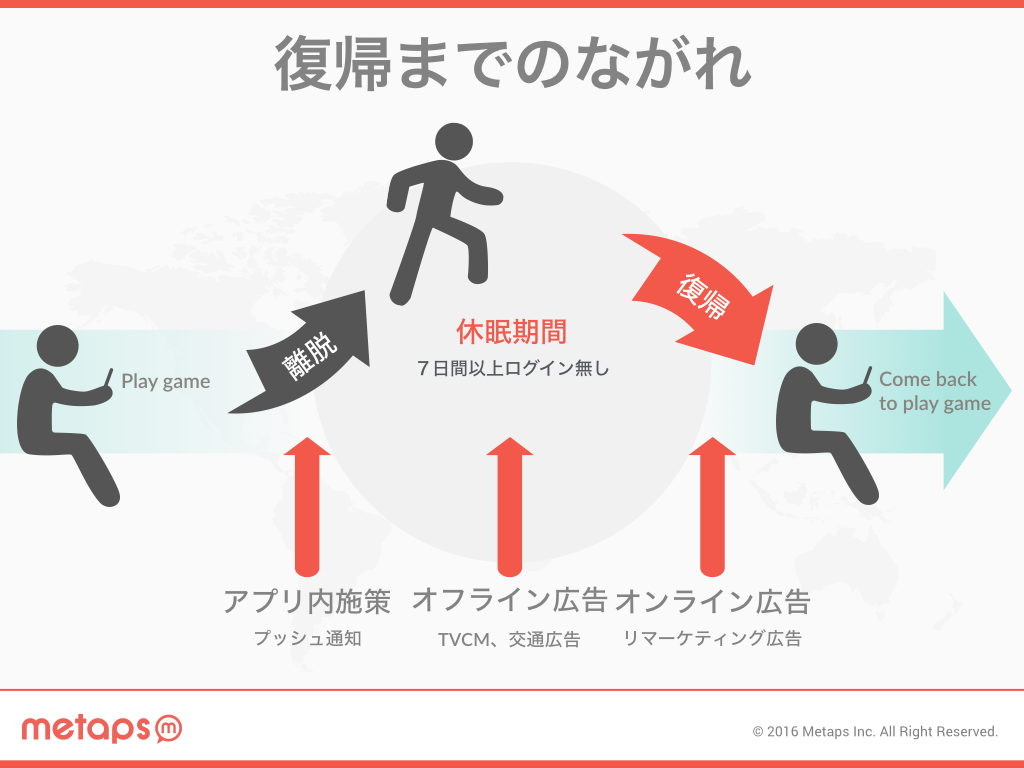 復帰までのながれ
Play game
離脱
休眠期間
７日間以上ログイン無し
復帰
Come back
to play game
アプリ内施策
プッシュ通知
オフライン広告
TVCM、交通広告
オンライン広告
リマーケティング広告
metaps m
© 2016 Metaps Inc. All Right Reserved.